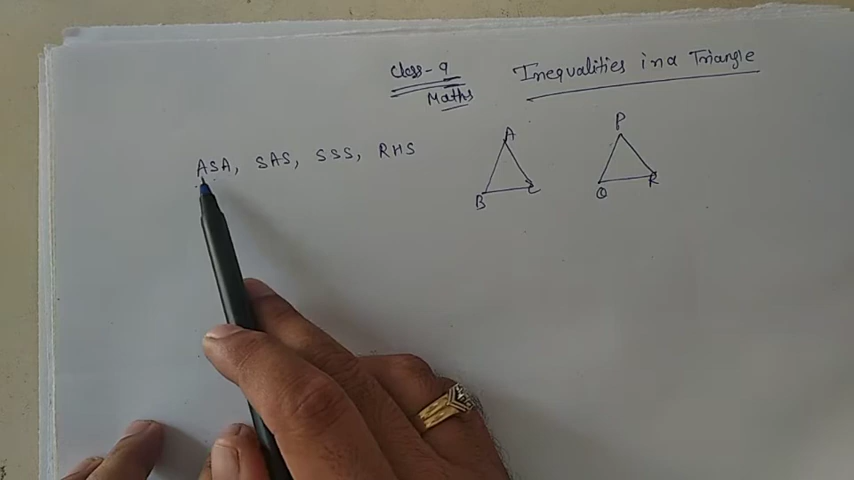 Class-9
Maths
Inequalities in a Triangle
ASA, SAS, SSS, RHS
A
B
C
P
Q
R